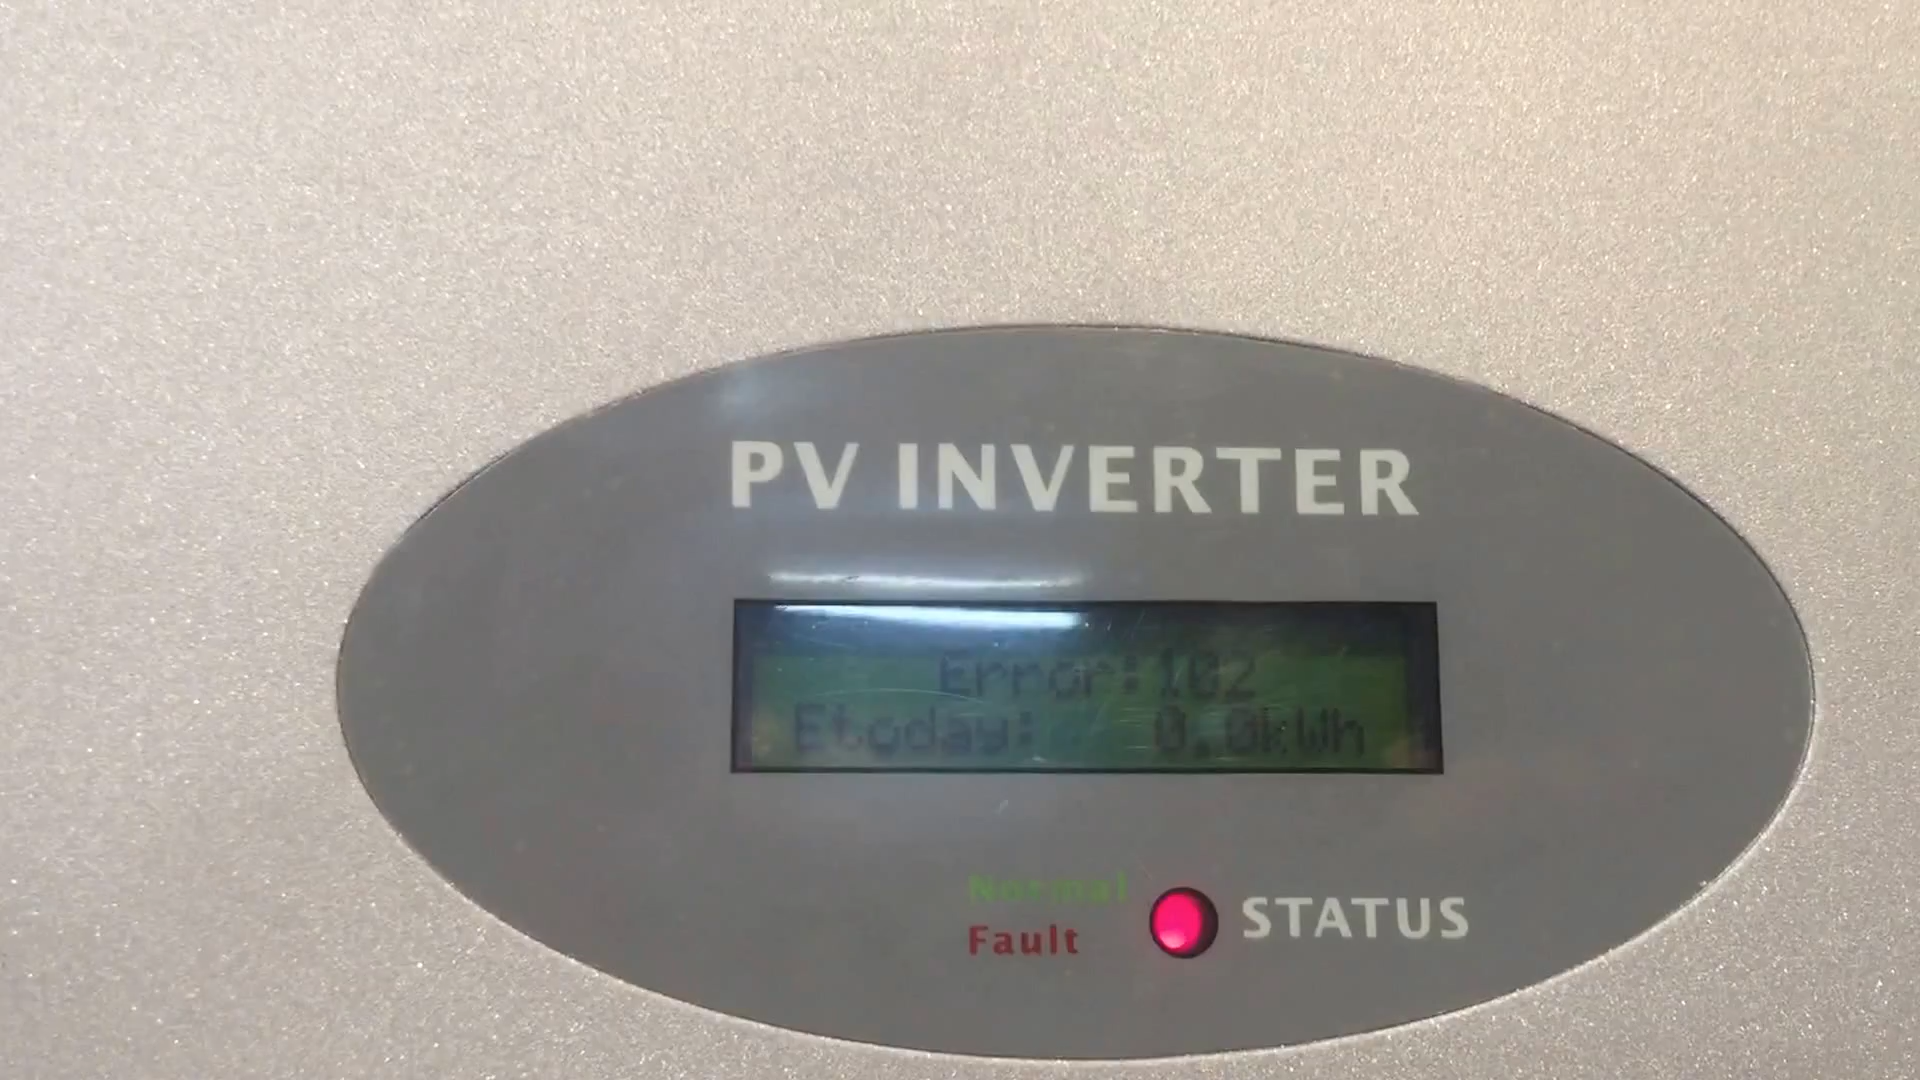 PV INVERTER
Error:102
Etoday: 0.0kWh
Normal
Fault
STATUS